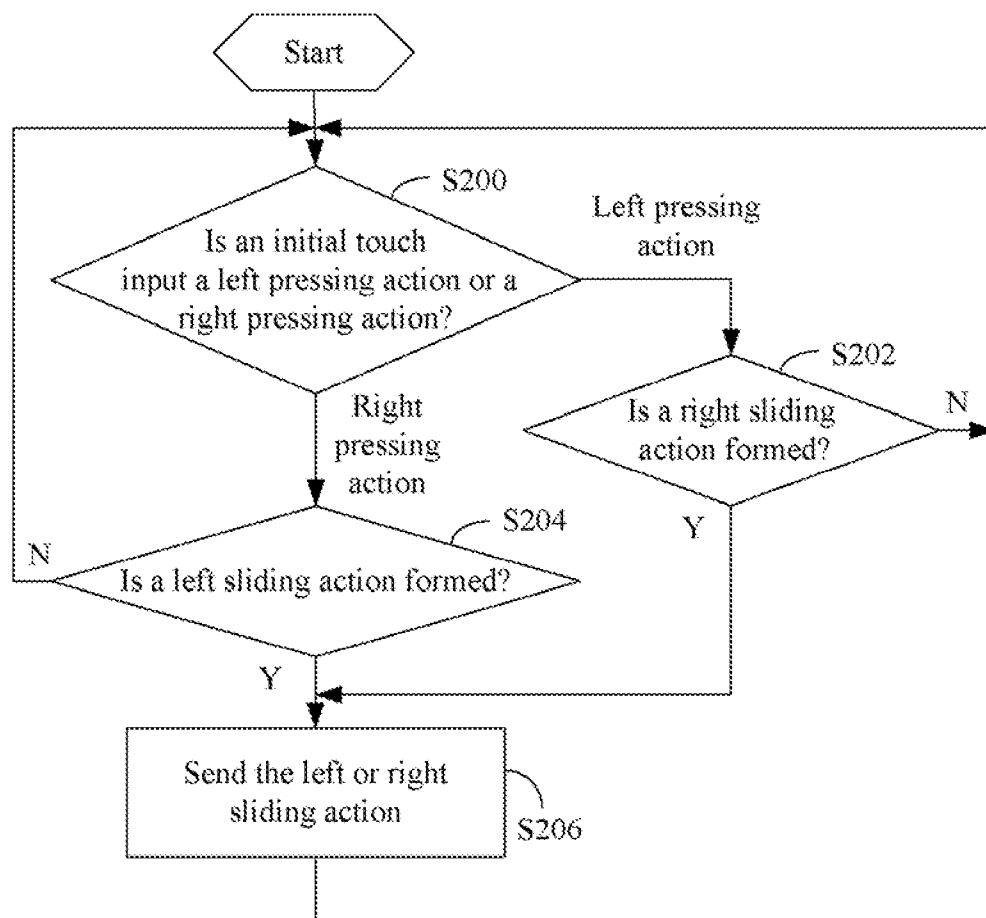 Start
S200
Is an initial touch
input a left pressing action or a
right pressing action?
Left pressing
action
S202
Is a right sliding
action formed?
N
Right
pressing
action
Y
S204
N
Is a left sliding action formed?
Y
Send the left or right
sliding action
S206